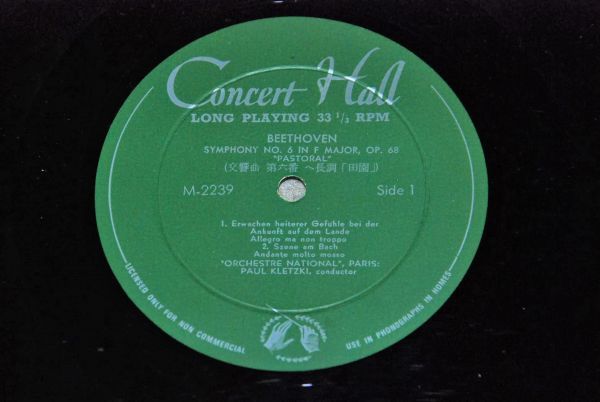 Concert Hall
LONG PLAYING 33 1/3 RPM
BEETHOVEN
SYMPHONY NO. 6 IN F MAJOR, OP. 68
"PASTORAL"
(交響曲 第六番 ヘ長調「田園」)
M-2239 Side 1
1. Erwachen heiterer Gefuhle bei der
Ankunft auf dem Lande
Allegro ma non troppo
2. Szene am Bach
Andante molto mosso
"ORCHESTRE NATIONAL", PARIS:
PAUL KLETZKI, conductor
LICENSED ONLY FOR NON COMMERCIAL
USE IN PHONOGRAPHS IN HOMES